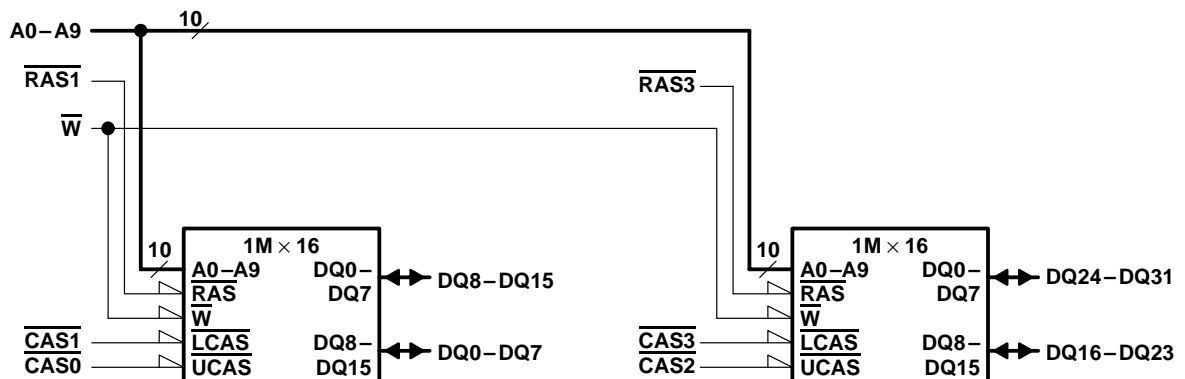 A0–A9
10
RAS1
RAS3
W
10
1M × 16
A0–A9
DQ0–
DQ7
DQ8–DQ15
RAS
W
CAS1
LCAS
DQ8–
DQ15
DQ0–DQ7
CAS0
UCAS
10
1M × 16
A0–A9
DQ0–
DQ7
DQ24–DQ31
RAS
W
CAS3
LCAS
DQ8–
DQ15
DQ16–DQ23
CAS2
UCAS